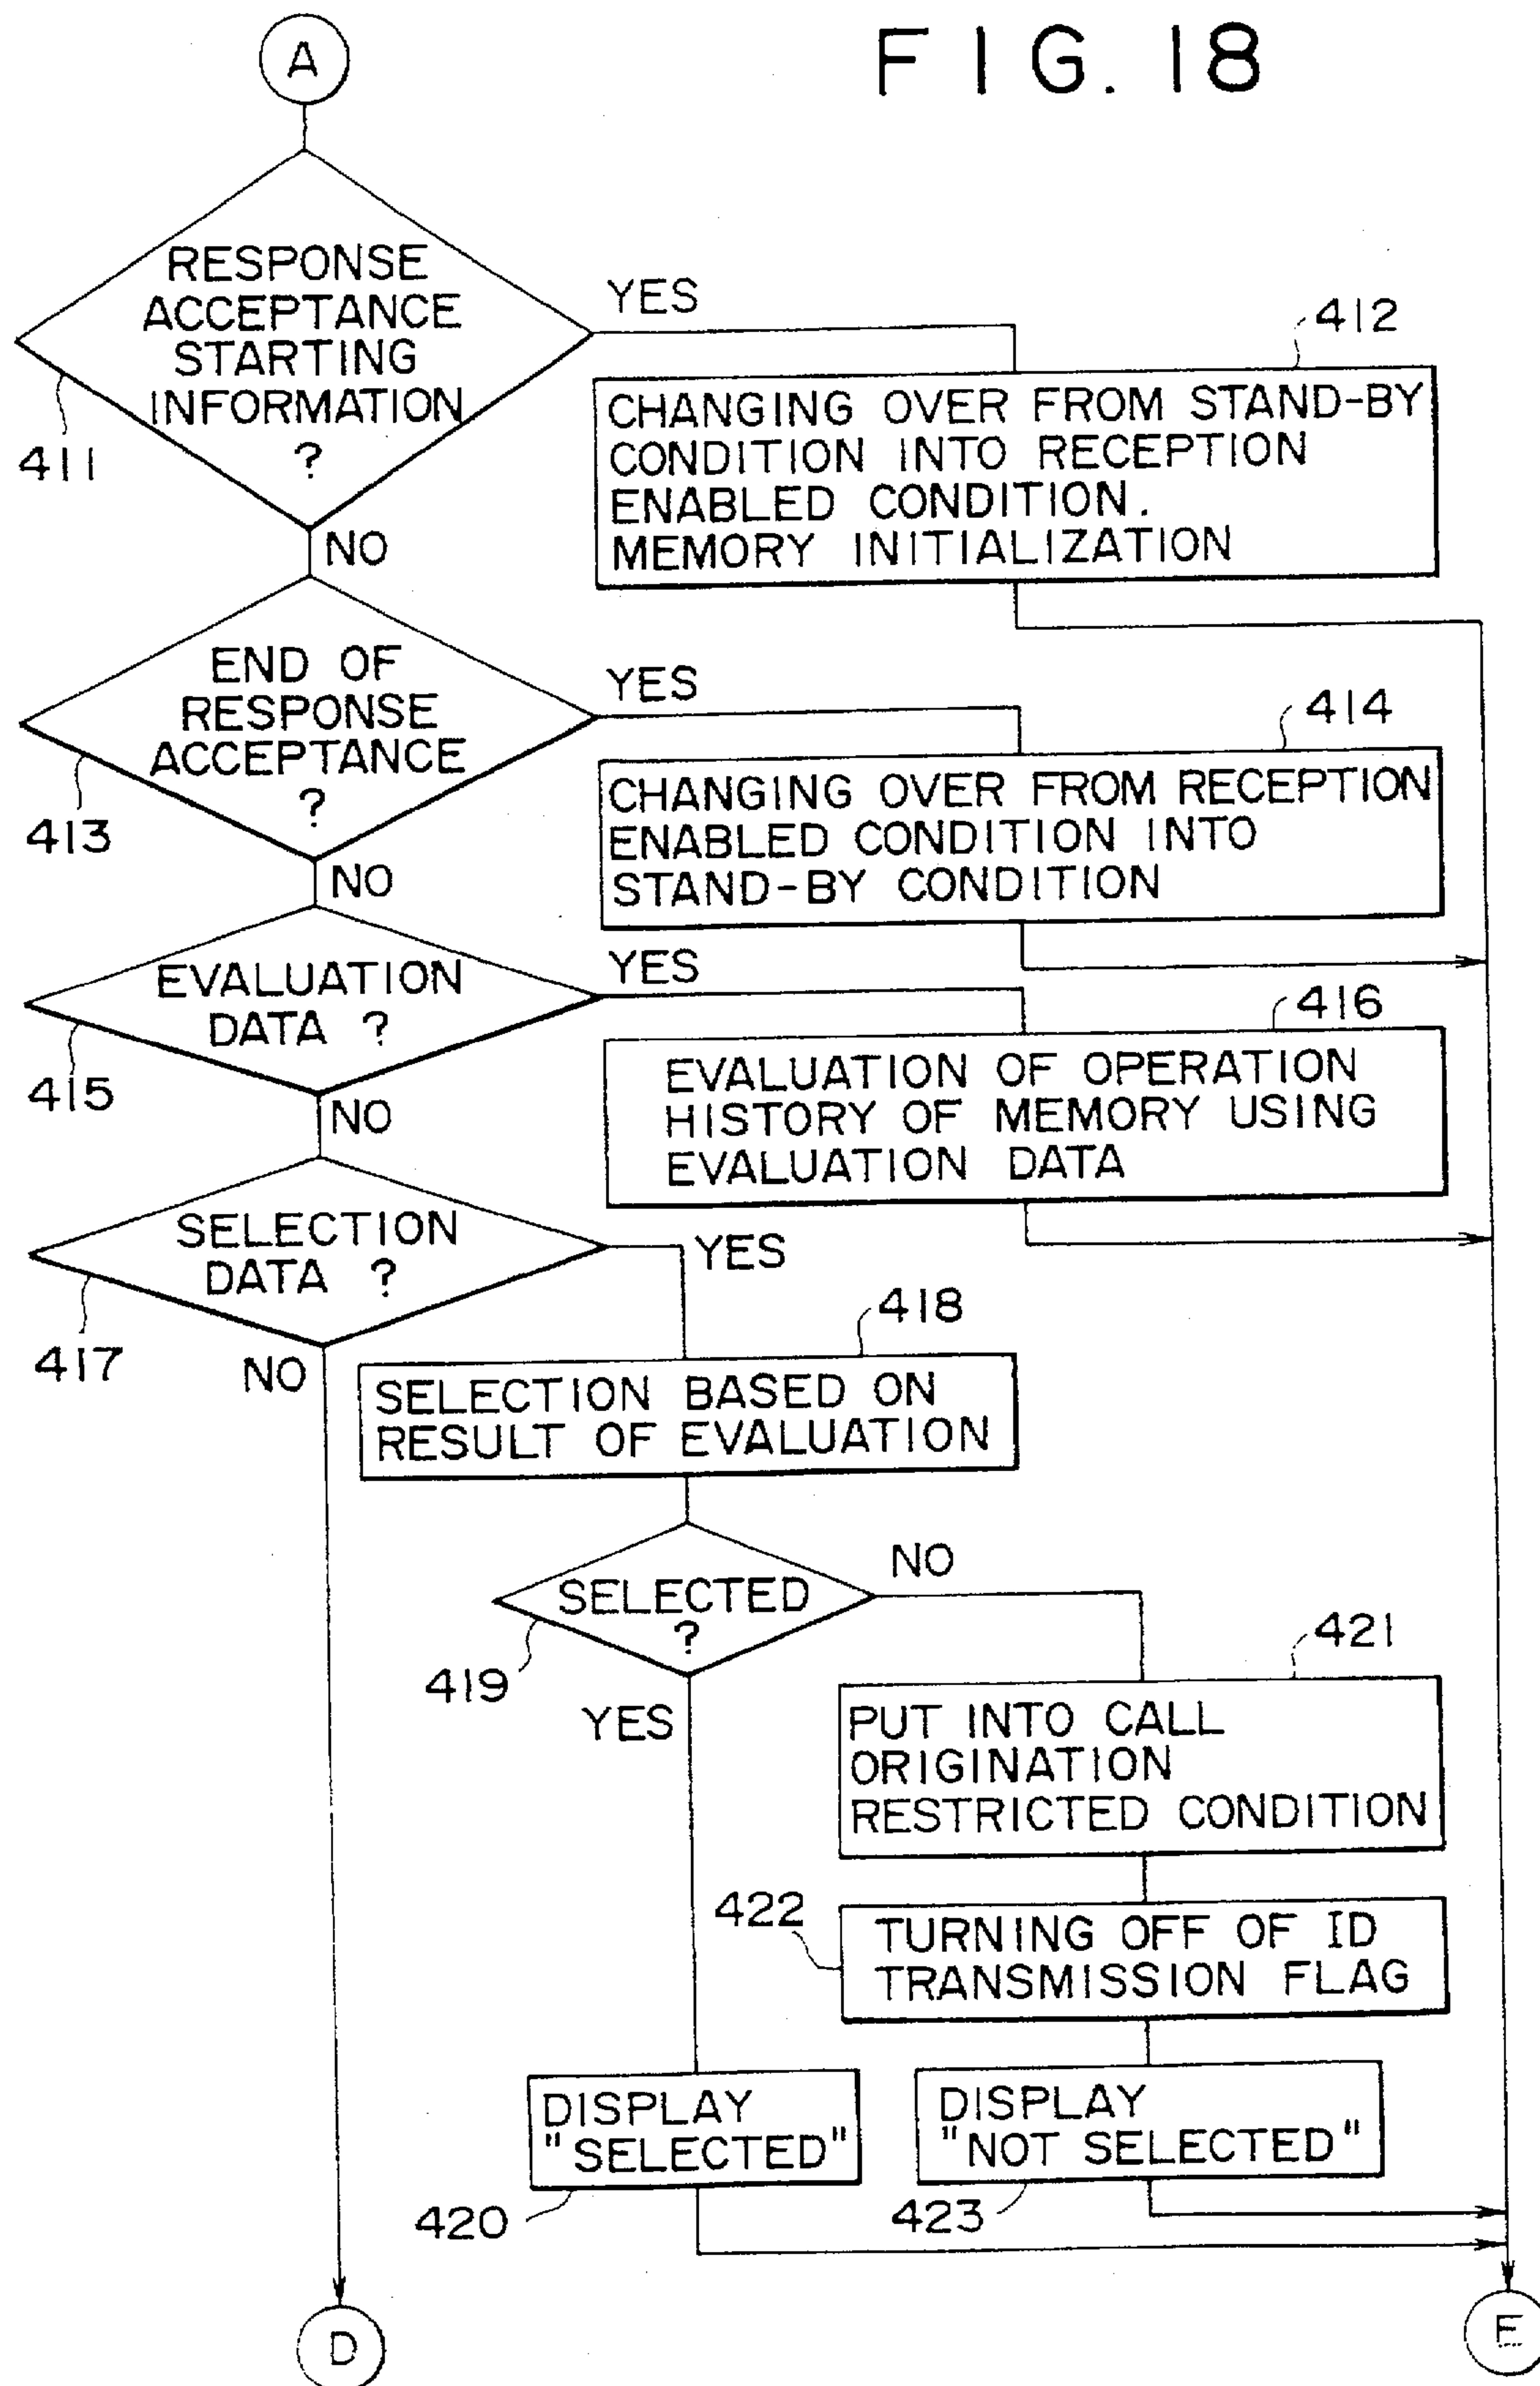 FIG. 18
A
RESPONSE
ACCEPTANCE
STARTING
INFORMATION
?
411
YES
NO
412
CHANGING OVER FROM STAND-BY
CONDITION INTO RECEPTION
ENABLED CONDITION.
MEMORY INITIALIZATION
END OF
RESPONSE
ACCEPTANCE
?
413
YES
NO
414
CHANGING OVER FROM RECEPTION
ENABLED CONDITION INTO
STAND-BY CONDITION
EVALUATION
DATA ?
415
YES
NO
416
EVALUATION OF OPERATION
HISTORY OF MEMORY USING
EVALUATION DATA
SELECTION
DATA ?
417
YES
NO
418
SELECTION BASED ON
RESULT OF EVALUATION
SELECTED
?
419
NO
YES
421
PUT INTO CALL
ORIGINATION
RESTRICTED CONDITION
422
TURNING OFF OF ID
TRANSMISSION FLAG
DISPLAY
"SELECTED"
420
DISPLAY
"NOT SELECTED"
423
D
E